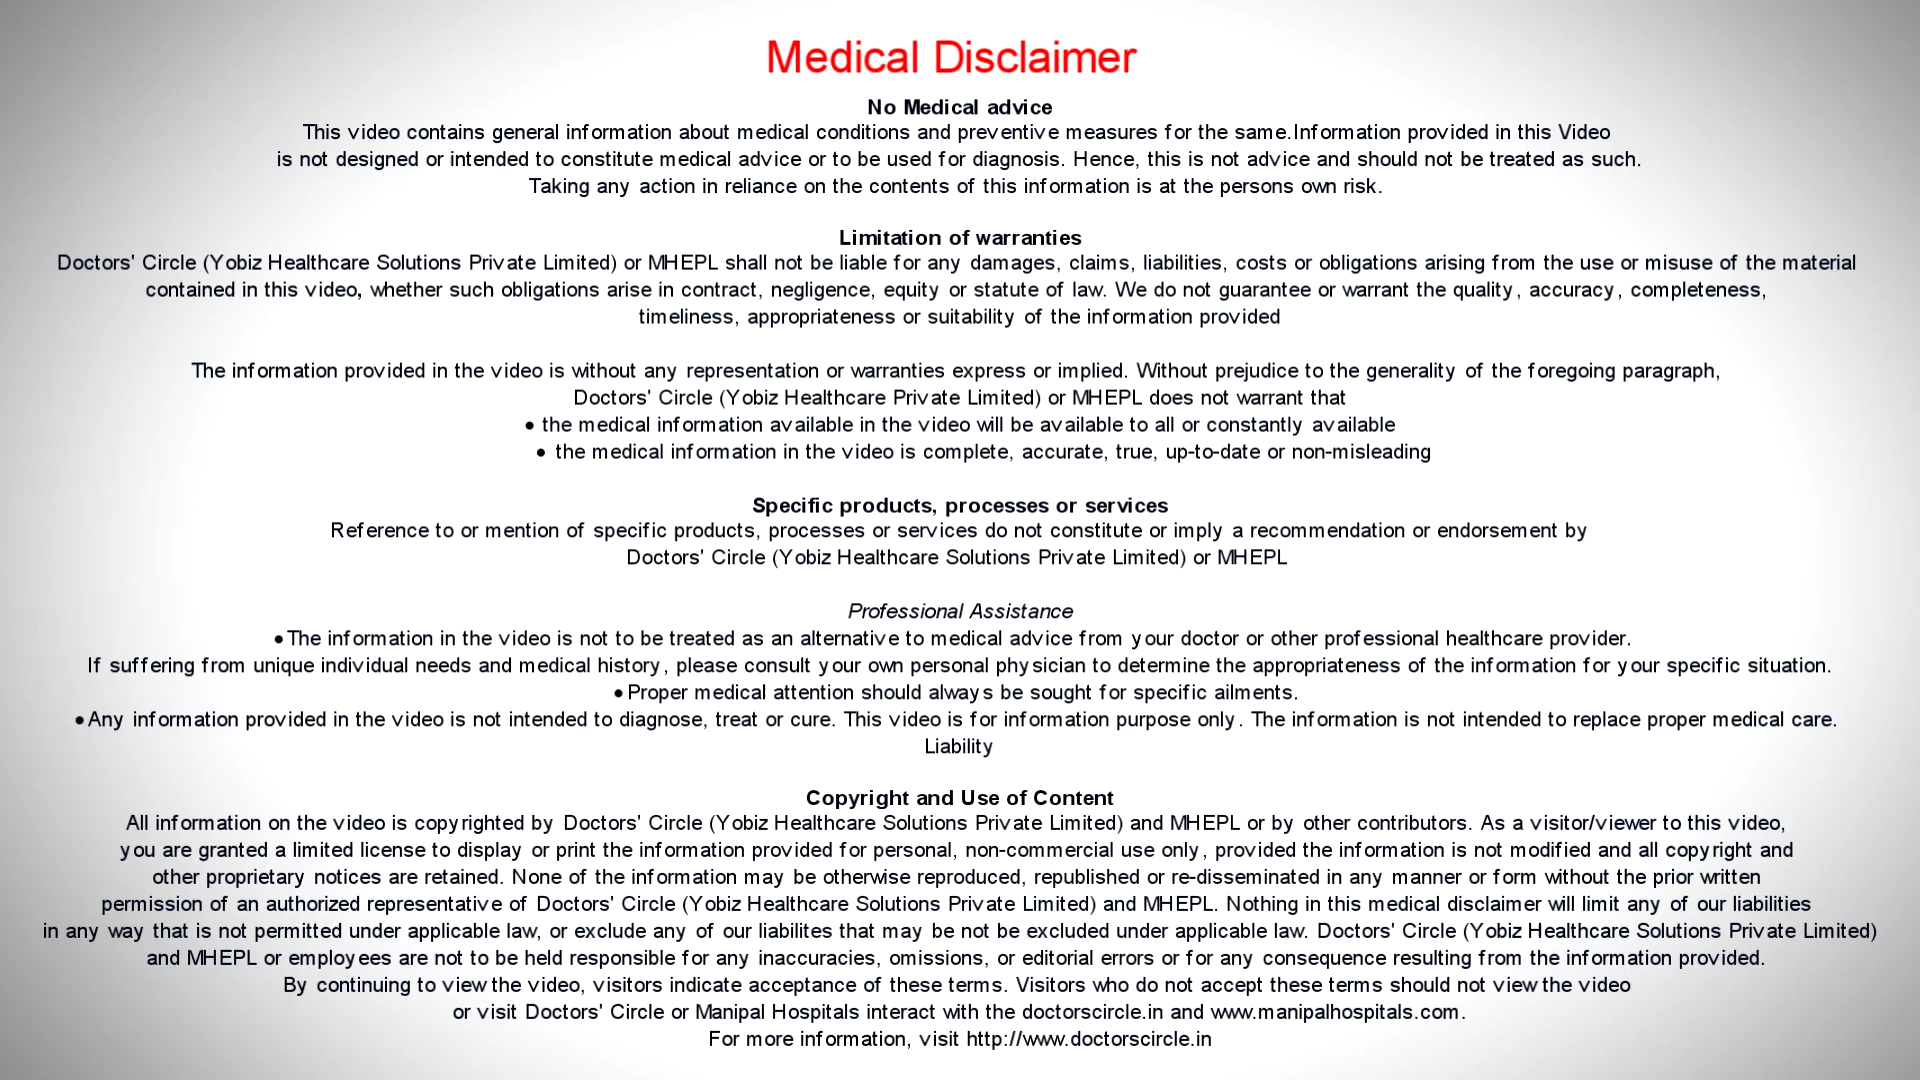 Medical Disclaimer
No Medical advice
This video contains general information about medical conditions and preventive measures for the same.Information provided in this Video
is not designed or intended to constitute medical advice or to be used for diagnosis. Hence, this is not advice and should not be treated as such.
Taking any action in reliance on the contents of this information is at the persons own risk.
Limitation of warranties
Doctors' Circle (Yobiz Healthcare Solutions Private Limited) or MHEPL shall not be liable for any damages, claims, liabilities, costs or obligations arising from the use or misuse of the material
contained in this video, whether such obligations arise in contract, negligence, equity or statute of law. We do not guarantee or warrant the quality, accuracy, completeness,
timeliness, appropriateness or suitability of the information provided
The information provided in the video is without any representation or warranties express or implied. Without prejudice to the generality of the foregoing paragraph,
Doctors' Circle (Yobiz Healthcare Private Limited) or MHEPL does not warrant that
• the medical information available in the video will be available to all or constantly available
• the medical information in the video is complete, accurate, true, up-to-date or non-misleading
Specific products, processes or services
Reference to or mention of specific products, processes or services do not constitute or imply a recommendation or endorsement by
Doctors' Circle (Yobiz Healthcare Solutions Private Limited) or MHEPL
Professional Assistance
• The information in the video is not to be treated as an alternative to medical advice from your doctor or other professional healthcare provider.
If suffering from unique individual needs and medical history, please consult your own personal physician to determine the appropriateness of the information for your specific situation.
• Proper medical attention should always be sought for specific ailments.
• Any information provided in the video is not intended to diagnose, treat or cure. This video is for information purpose only. The information is not intended to replace proper medical care.
Liability
Copyright and Use of Content
All information on the video is copyrighted by Doctors' Circle (Yobiz Healthcare Solutions Private Limited) and MHEPL or by other contributors. As a visitor/viewer to this video,
you are granted a limited license to display or print the information provided for personal, non-commercial use only, provided the information is not modified and all copyright and
other proprietary notices are retained. None of the information may be otherwise reproduced, republished or re-disseminated in any manner or form without the prior written
permission of an authorized representative of Doctors' Circle (Yobiz Healthcare Solutions Private Limited) and MHEPL. Nothing in this medical disclaimer will limit any of our liabilities
in any way that is not permitted under applicable law, or exclude any of our liabilites that may be not be excluded under applicable law. Doctors' Circle (Yobiz Healthcare Solutions Private Limited)
and MHEPL or employees are not to be held responsible for any inaccuracies, omissions, or editorial errors or for any consequence resulting from the information provided.
By continuing to view the video, visitors indicate acceptance of these terms. Visitors who do not accept these terms should not view the video
or visit Doctors' Circle or Manipal Hospitals interact with the doctorscircle.in and www.manipalhospitals.com.
For more information, visit http://www.doctorscircle.in